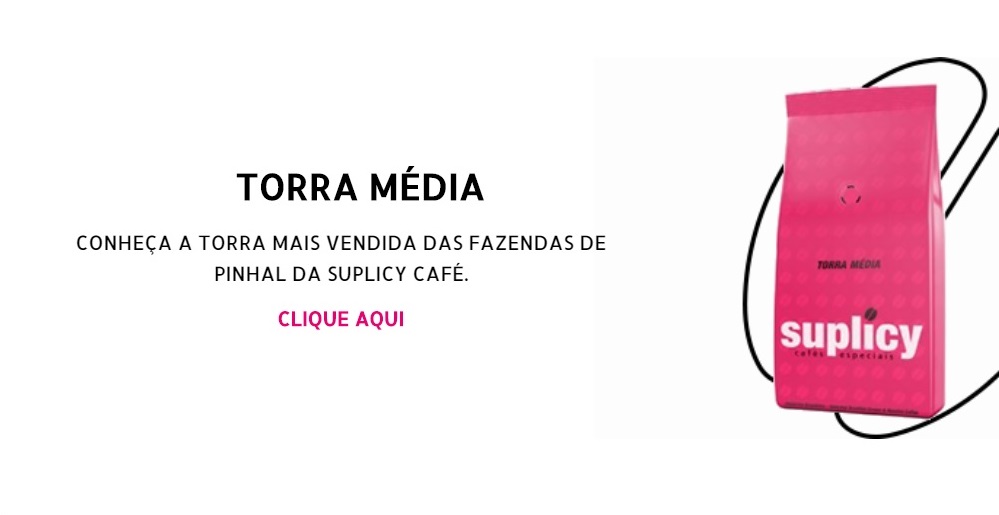 TORRA MÉDIA
CONHEÇA A TORRA MAIS VENDIDA DAS FAZENDAS DE
PINHAL DA SUPLICY CAFÉ.
CLIQUE AQUI
TORRA MÉDIA
suplicy
cafés especiais